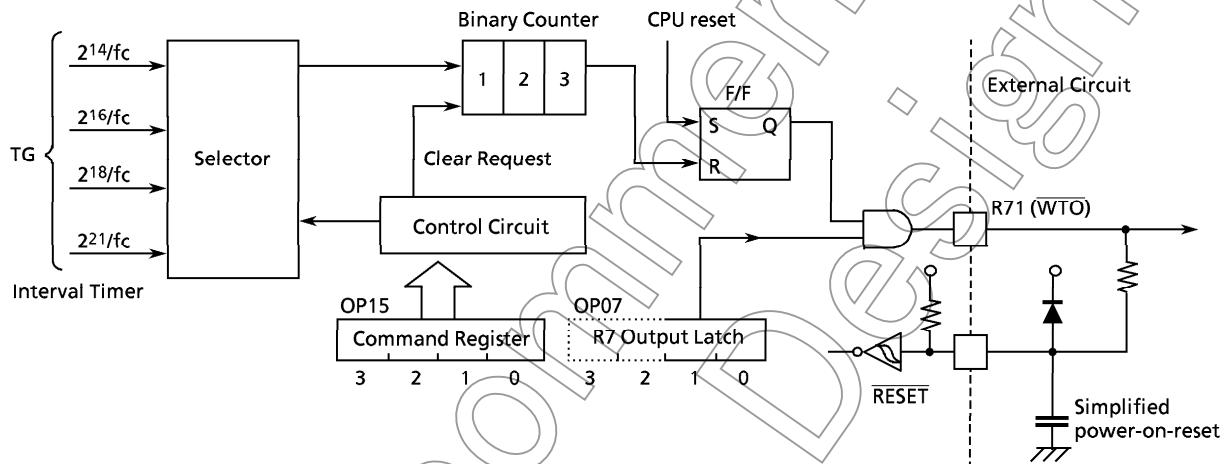 Binary Counter
CPU reset
2¹⁴/fc
2¹⁶/fc
2¹⁸/fc
2²¹/fc
TG
Interval Timer
Selector
1 2 3
Clear Request
Control Circuit
F/F
S Q
R
External Circuit
R71 (W̅T̅O̅)
OP15
Command Register
3 2 1 0
OP07
R7 Output Latch
3 2 1 0
R̅E̅S̅E̅T̅
Simplified
power-on-reset
Design